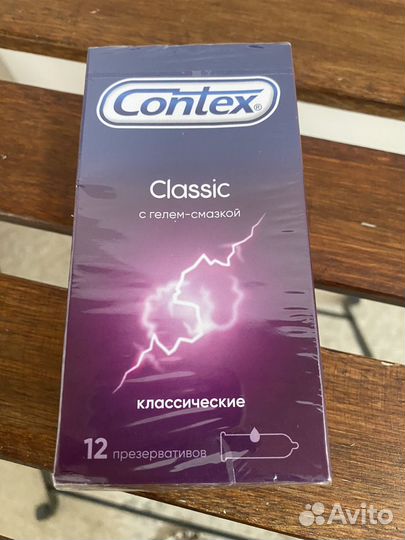 Contex®
Classic
с гелем-смазкой
классические
12 презервативов
Avito